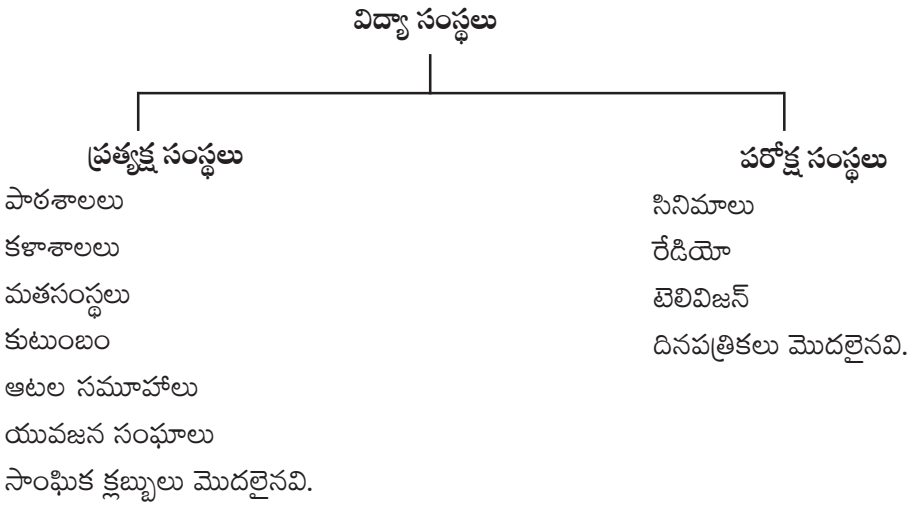 విద్యా సంస్థలు
ప్రత్యక్ష సంస్థలు
పాఠశాలలు
కళాశాలలు
మతసంస్థలు
కుటుంబం
ఆటల సమూహాలు
యువజన సంఘాలు
సాంఘిక క్లబ్బులు మొదలైనవి.
పరోక్ష సంస్థలు
సినిమాలు
రేడియో
టెలివిజన్
దినపత్రికలు మొదలైనవి.